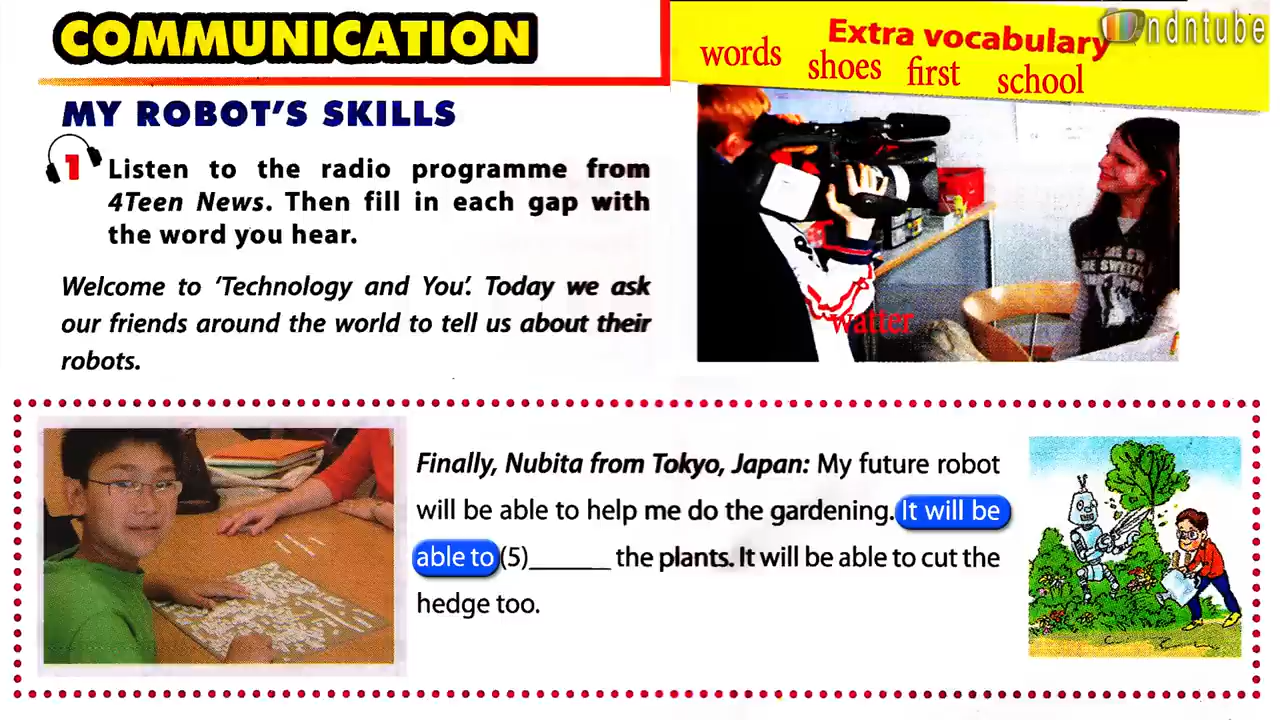 COMMUNICATION
Extra vocabulary
ndntube
words shoes first school
MY ROBOT'S SKILLS
1 Listen to the radio programme from
4Teen News. Then fill in each gap with
the word you hear.
Welcome to 'Technology and You'. Today we ask
our friends around the world to tell us about their
robots.
watter
Finally, Nubita from Tokyo, Japan: My future robot
will be able to help me do the gardening. It will be
able to (5)______ the plants. It will be able to cut the
hedge too.